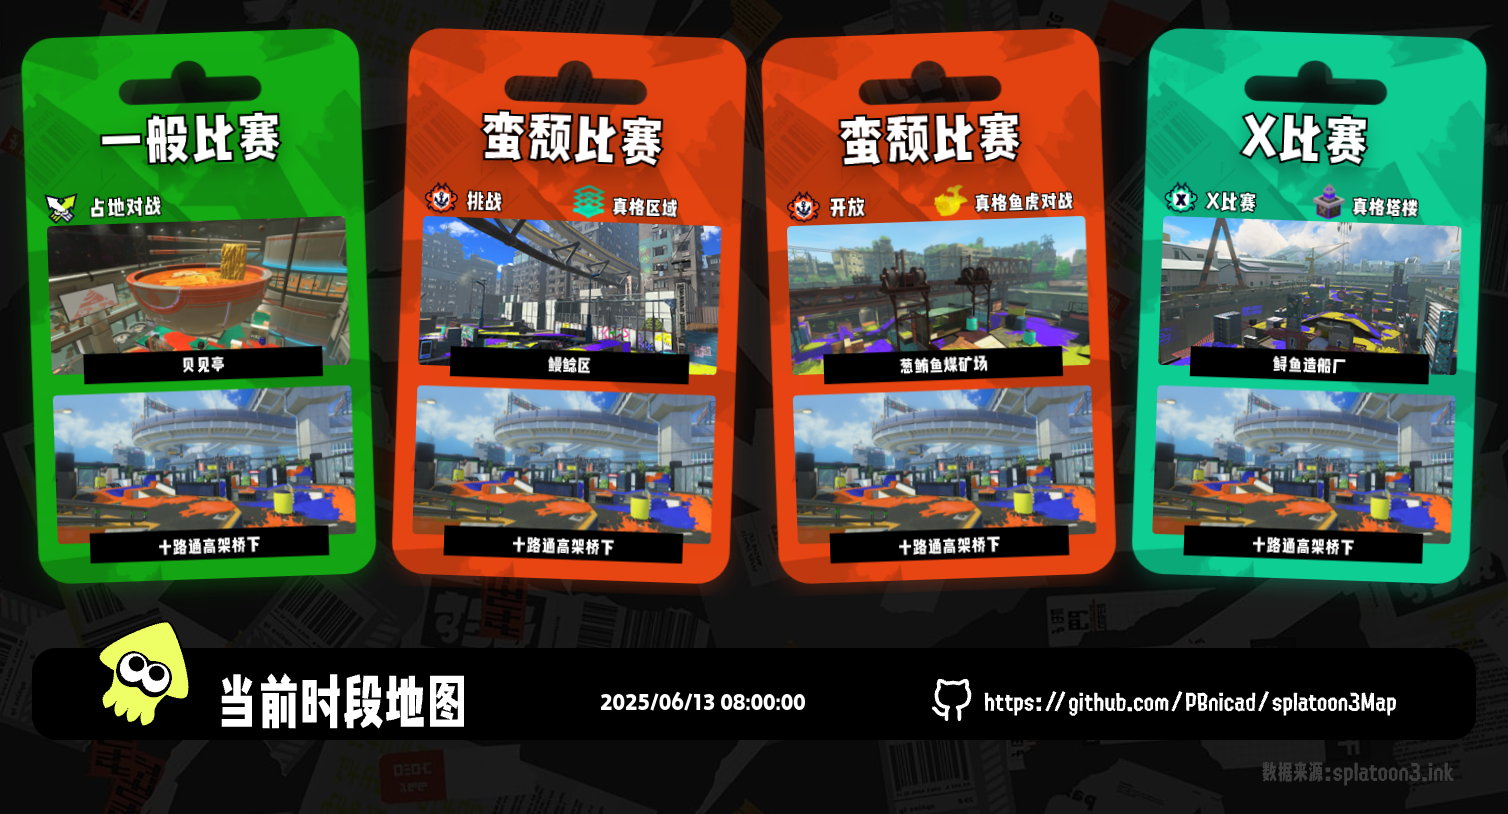 一般比赛
占地对战
贝贝亭
十路通高架桥下
蛮颓比赛
挑战
真格区域
鳗鲶区
十路通高架桥下
蛮颓比赛
开放
真格鱼虎对战
葱鲔鱼煤矿场
十路通高架桥下
X比赛
X比赛
真格塔楼
鲟鱼造船厂
十路通高架桥下
当前时段地图
2025/06/13 08:00:00
https://github.com/PBnicad/splatoon3Map
数据来源:splatoon3.ink